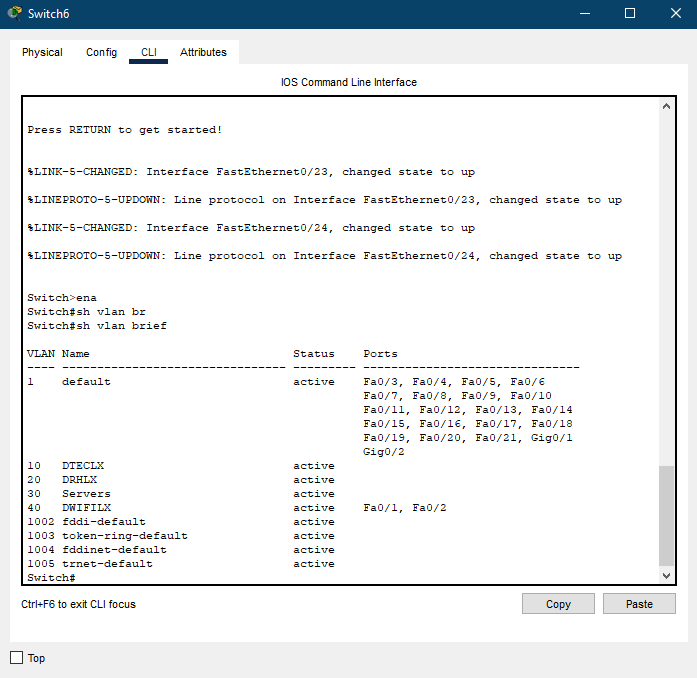 Switch6
Physical Config CLI Attributes
IOS Command Line Interface
Press RETURN to get started!
%LINK-5-CHANGED: Interface FastEthernet0/23, changed state to up
%LINEPROTO-5-UPDOWN: Line protocol on Interface FastEthernet0/23, changed state to up
%LINK-5-CHANGED: Interface FastEthernet0/24, changed state to up
%LINEPROTO-5-UPDOWN: Line protocol on Interface FastEthernet0/24, changed state to up
Switch>ena
Switch#sh vlan br
Switch#sh vlan brief
VLAN Name                             Status    Ports
---- -------------------------------- --------- -------------------------------
1    default                          active    Fa0/3, Fa0/4, Fa0/5, Fa0/6
                                                Fa0/7, Fa0/8, Fa0/9, Fa0/10
                                                Fa0/11, Fa0/12, Fa0/13, Fa0/14
                                                Fa0/15, Fa0/16, Fa0/17, Fa0/18
                                                Fa0/19, Fa0/20, Fa0/21, Gig0/1
                                                Gig0/2
10   DTECLX                           active
20   DRHLX                            active
30   Servers                          active
40   DWIFILX                          active    Fa0/1, Fa0/2
1002 fddi-default                     active
1003 token-ring-default               active
1004 fddinet-default                  active
1005 trnet-default                    active
Switch#
Ctrl+F6 to exit CLI focus
Copy Paste
Top